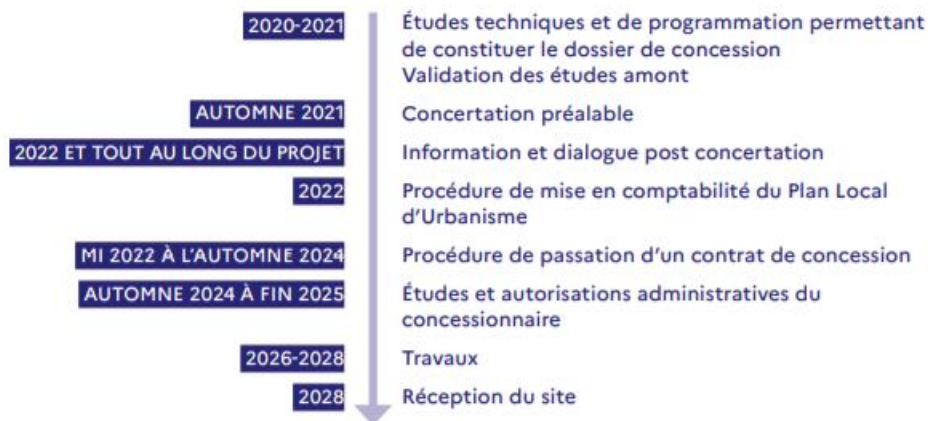 2020-2021
Études techniques et de programmation permettant
de constituer le dossier de concession
Validation des études amont
AUTOMNE 2021
Concertation préalable
2022 ET TOUT AU LONG DU PROJET
Information et dialogue post concertation
2022
Procédure de mise en comptabilité du Plan Local
d'Urbanisme
MI 2022 À L'AUTOMNE 2024
Procédure de passation d'un contrat de concession
AUTOMNE 2024 À FIN 2025
Études et autorisations administratives du
concessionnaire
2026-2028
Travaux
2028
Réception du site